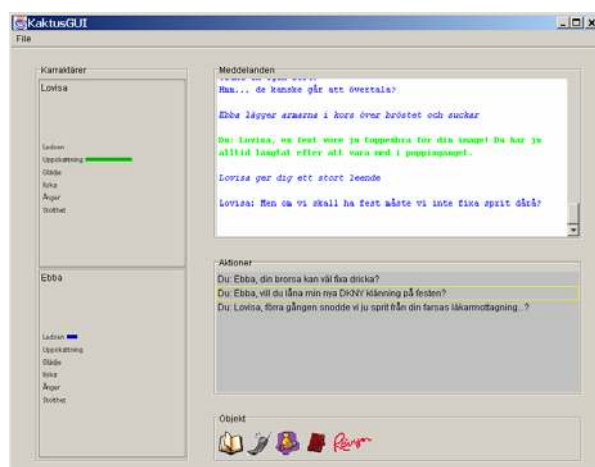 KaktusGUI
File
Karraktärer
Lovisa
Ledsen
Uppskattning
Glädje
Ilska
Ånger
Stolthet
Ebba
Ledsen
Uppskattning
Glädje
Ilska
Ånger
Stolthet
Meddelanden
Hmm... de kanske går att övertala?
Ebba lägger armarna i kors över bröstet och suckar
Du: Lovisa, en fest vore ju toppenbra för din image! Du har ju
alltid längtat efter att vara med i poppisgänget.
Lovisa ger dig ett stort leende
Lovisa: Men om vi skall ha fest måste vi inte fixa sprit dårå?
Aktioner
Du: Ebba, din brorsa kan väl fixa dricka?
Du: Ebba, vill du låna min nya DKNY klänning på festen?
Du: Lovisa, förra gången snodde vi ju sprit från din farsas läkarmottagning...?
Objekt